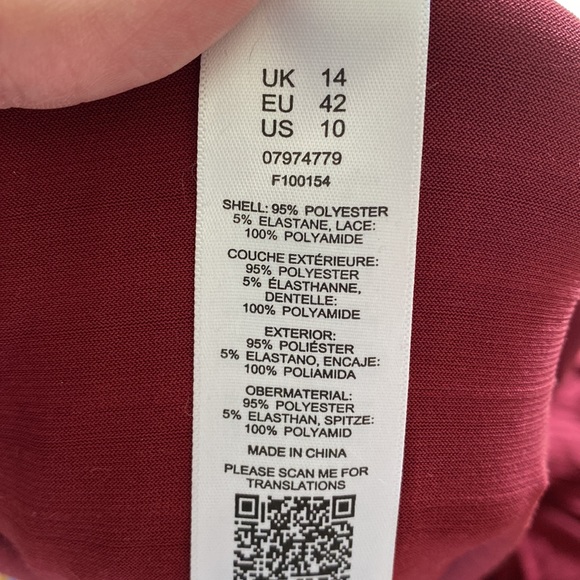 UK 14
EU 42
US 10
07974779
F100154
SHELL: 95% POLYESTER
5% ELASTANE, LACE:
100% POLYAMIDE
COUCHE EXTÉRIEURE:
95% POLYESTER
5% ÉLASTHANNE,
DENTELLE:
100% POLYAMIDE
EXTERIOR:
95% POLIÉSTER
5% ELASTANO, ENCAJE:
100% POLIAMIDA
OBERMATERIAL:
95% POLYESTER
5% ELASTHAN, SPITZE:
100% POLYAMID
MADE IN CHINA
PLEASE SCAN ME FOR
TRANSLATIONS